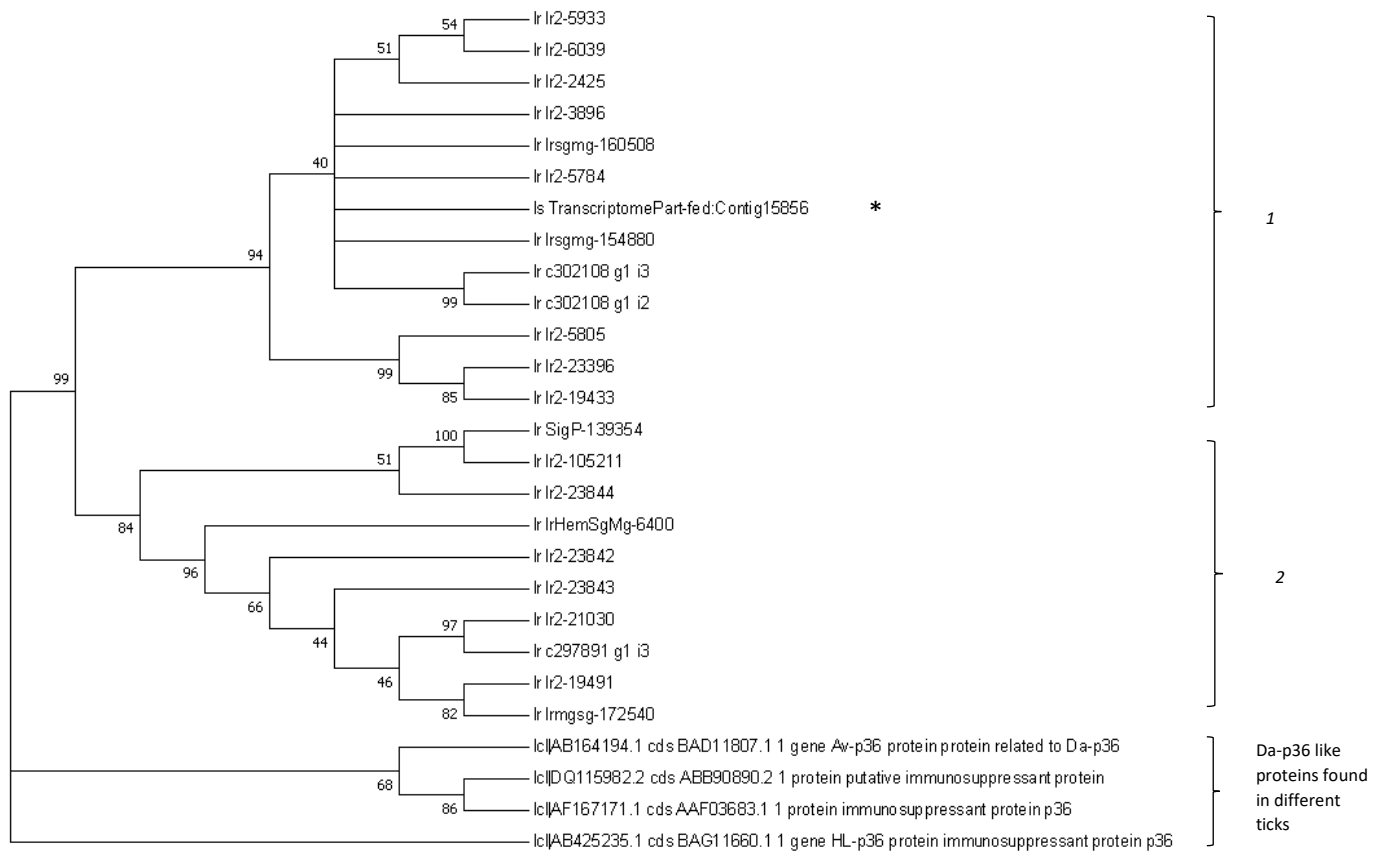 Ir Ir2-5933
54
51
Ir Ir2-6039
Ir Ir2-2425
Ir Ir2-3896
Ir Irsgmg-160508
40
Ir Ir2-5784
Is TranscriptomePart-fed:Contig15856 *
1
Ir Irsgmg-154880
94
Ir c302108 g1 i3
99
Ir c302108 g1 i2
Ir Ir2-5805
Ir Ir2-23396
99
99
85
Ir Ir2-19433
Ir SigP-139354
100
51
Ir Ir2-105211
Ir Ir2-23844
84
Ir IrHemSgMg-6400
Ir Ir2-23842
96
2
Ir Ir2-23843
66
Ir Ir2-21030
97
44
Ir c297891 g1 i3
46
Ir Ir2-19491
82
Ir Irmgsg-172540
lcl|AB164194.1 cds BAD11807.1 1 gene Av-p36 protein protein related to Da-p36
68
lcl|DQ115982.2 cds ABB90890.2 1 protein putative immunosuppressant protein
86
lcl|AF167171.1 cds AAF03683.1 1 protein immunosuppressant protein p36
lcl|AB425235.1 cds BAG11660.1 1 gene HL-p36 protein immunosuppressant protein p36
Da-p36 like
proteins found
in different
ticks